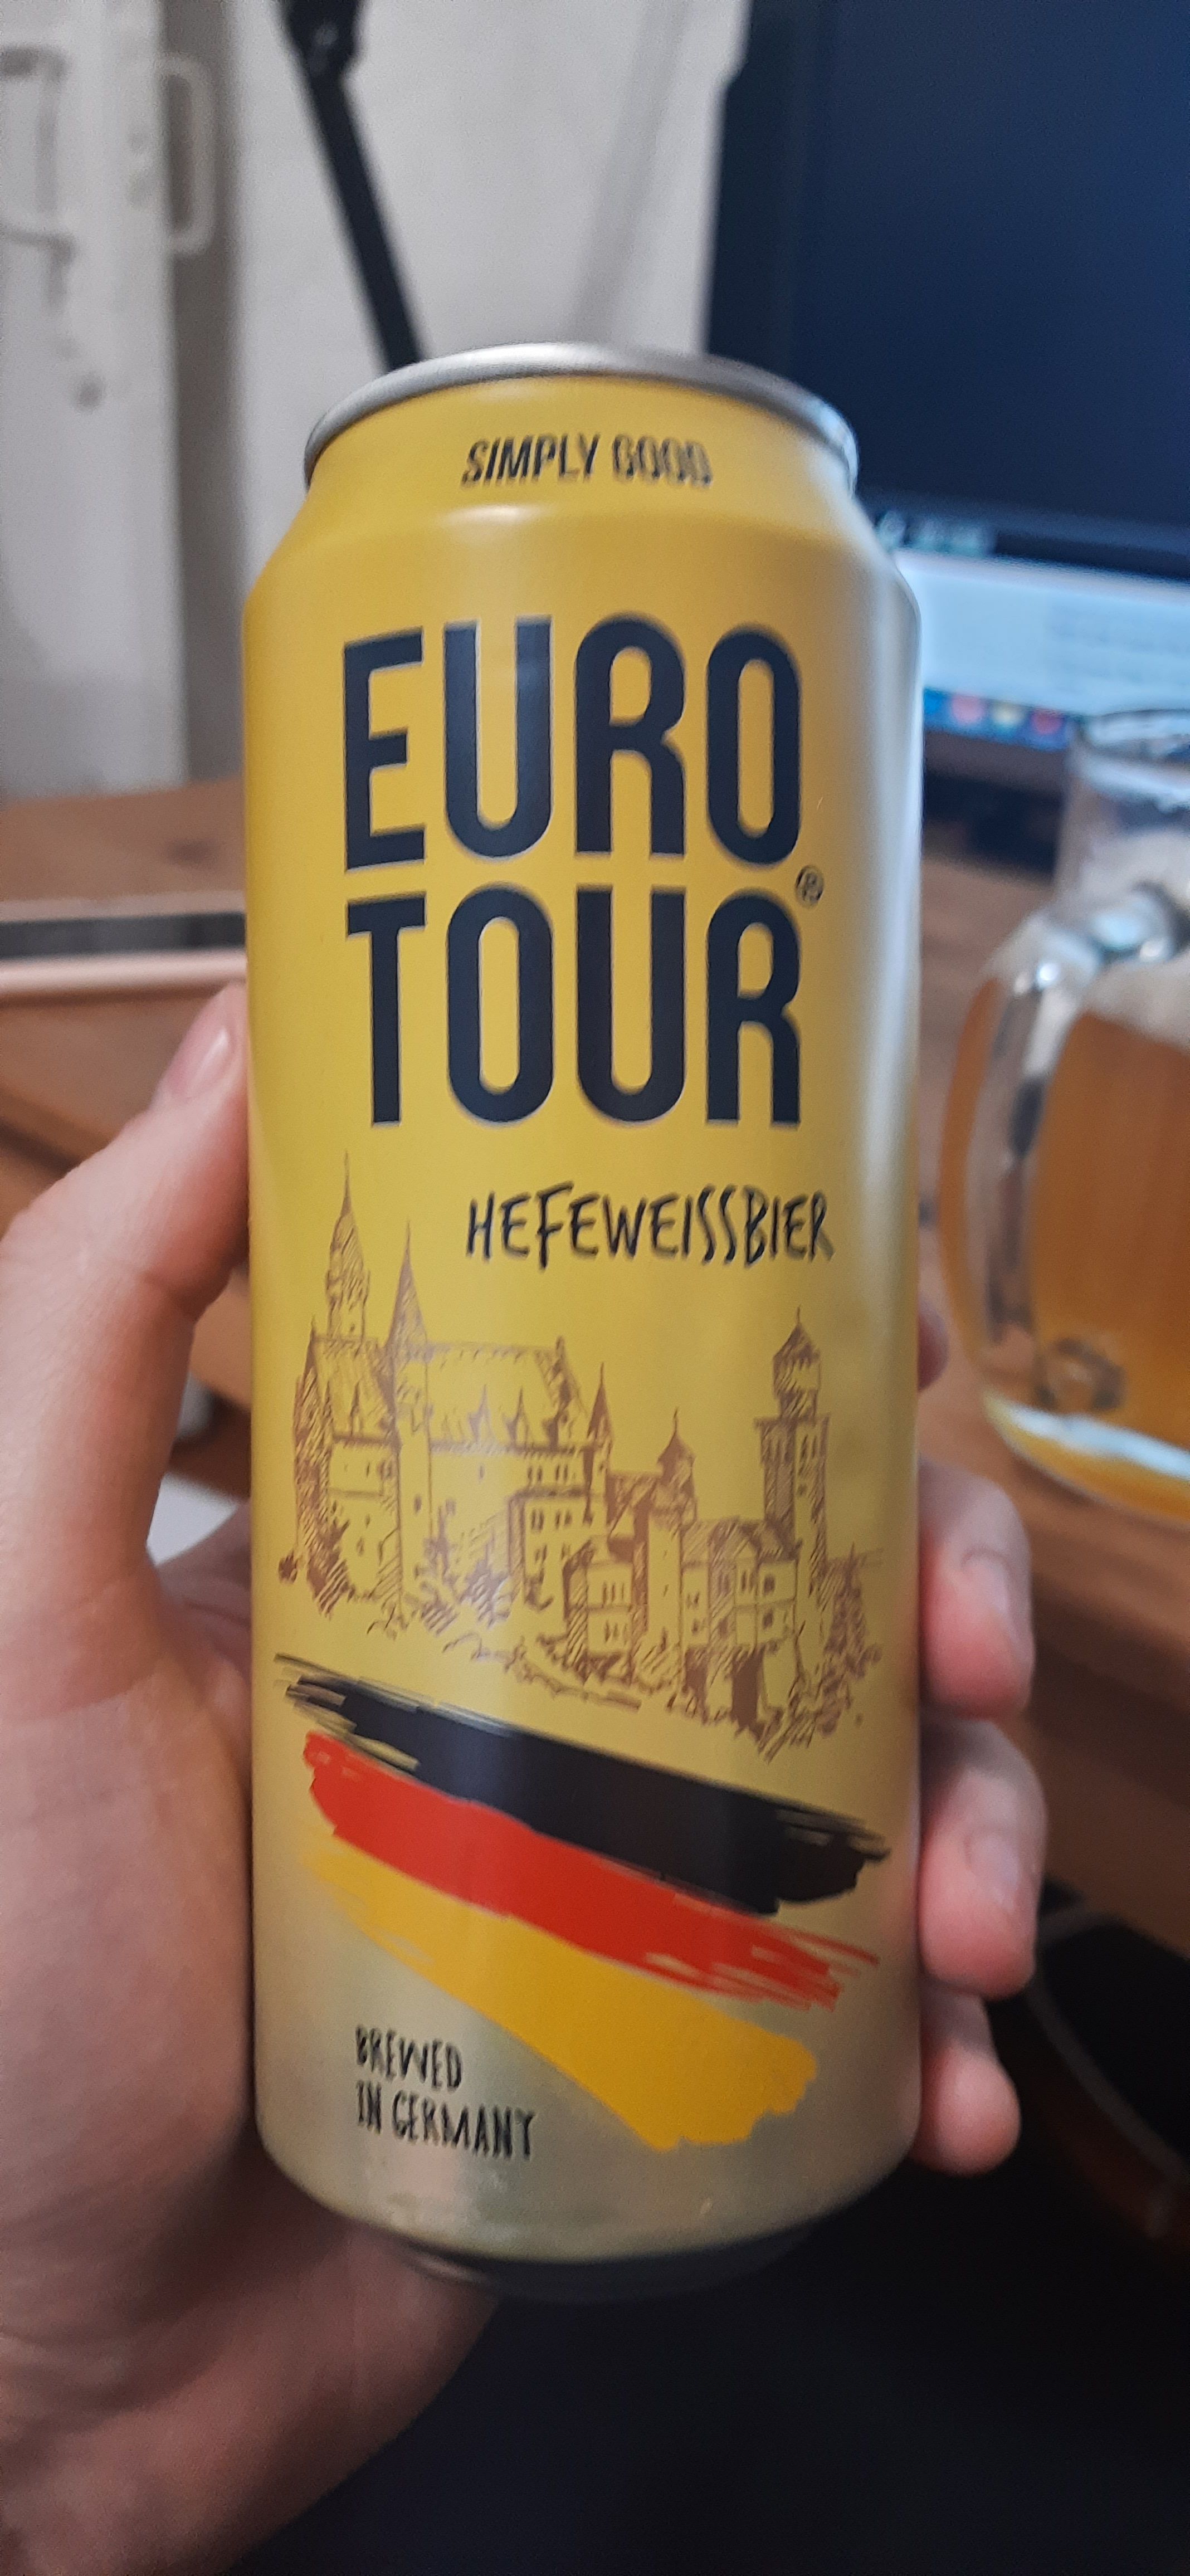 SIMPLY GOOD
EURO
TOUR®
HEFEWEISSBIER
BREWED
IN GERMANY